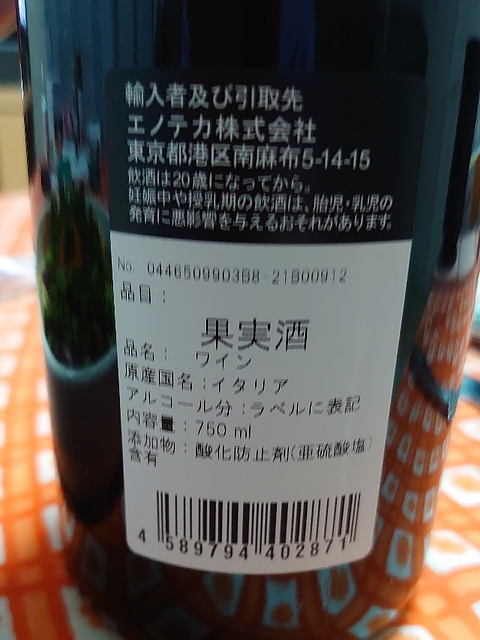 輸入者及び引取先
エノテカ株式会社
東京都港区南麻布5-14-15
飲酒は20歳になってから。
妊娠中や授乳期の飲酒は、胎児・乳児の
発育に悪影響を与えるおそれがあります。
No. 0446509903B8-21B00912
品目：
果実酒
品名： ワイン
原産国名：イタリア
アルコール分：ラベルに表記
内容量：750 ml
添加物：酸化防止剤(亜硫酸塩)
含有
4 589794 402871